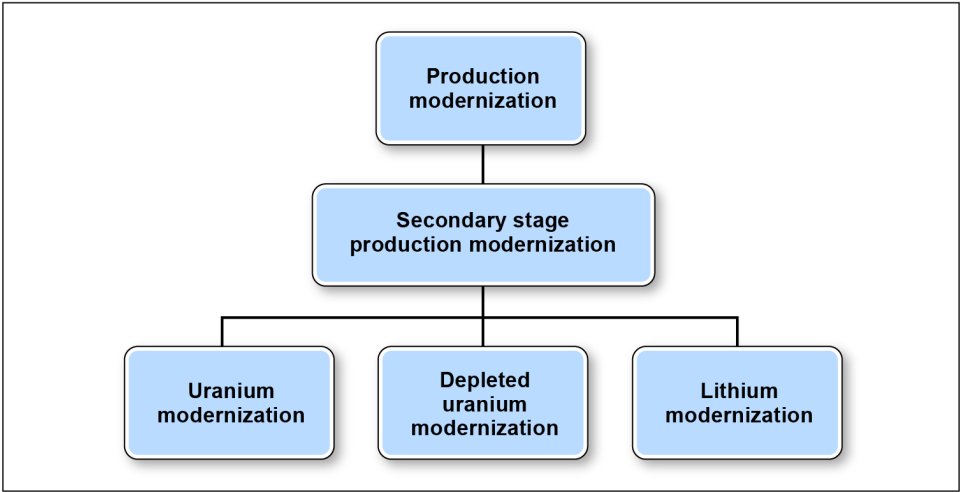 Production
modernization
Secondary stage
production modernization
Uranium
modernization
Depleted
uranium
modernization
Lithium
modernization